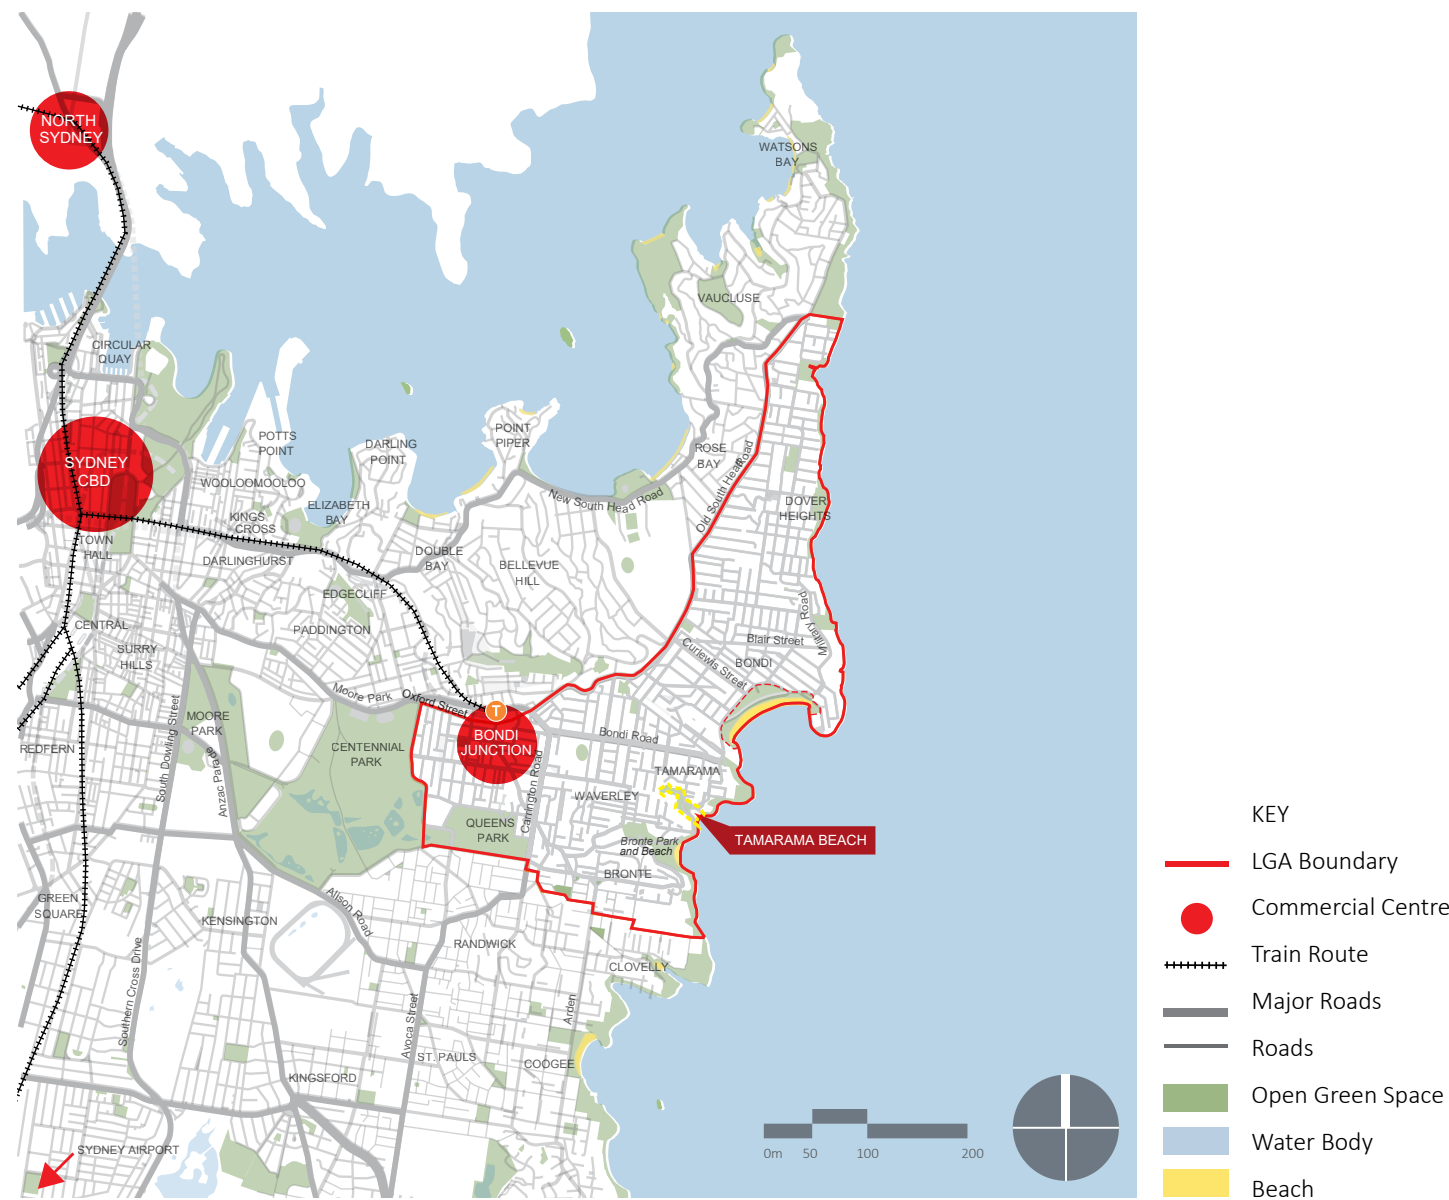 NORTH
SYDNEY
WATSONS
BAY
VAUCLUSE
CIRCULAR
QUAY
POTTS
POINT
DARLING
POINT
POINT
PIPER
ROSE
BAY
Old South Head Road
SYDNEY
CBD
WOOLOOMOOLOO
ELIZABETH
BAY
New South Head Road
DOVER
HEIGHTS
KINGS
CROSS
TOWN
HALL
DARLINGHURST
DOUBLE
BAY
BELLEVUE
HILL
EDGECLIFF
PADDINGTON
CENTRAL
SURRY
HILLS
Military Road
Blair Street
Curlewis Street
BONDI
Moore Park
Oxford Street
T
MOORE
PARK
South Dowling Street
Anzac Parade
REDFERN
CENTENNIAL
PARK
BONDI
JUNCTION
Bondi Road
Carrington Road
TAMARAMA
WAVERLEY
QUEENS
PARK
Bronte Park
and Beach
TAMARAMA BEACH
BRONTE
GREEN
SQUARE
KENSINGTON
Alison Road
RANDWICK
CLOVELLY
Southern Cross Drive
Avoca Street
Arden
ST. PAULS
COOGEE
KINGSFORD
SYDNEY AIRPORT
0m
50
100
200
KEY
LGA Boundary
Commercial Centre
Train Route
Major Roads
Roads
Open Green Space
Water Body
Beach